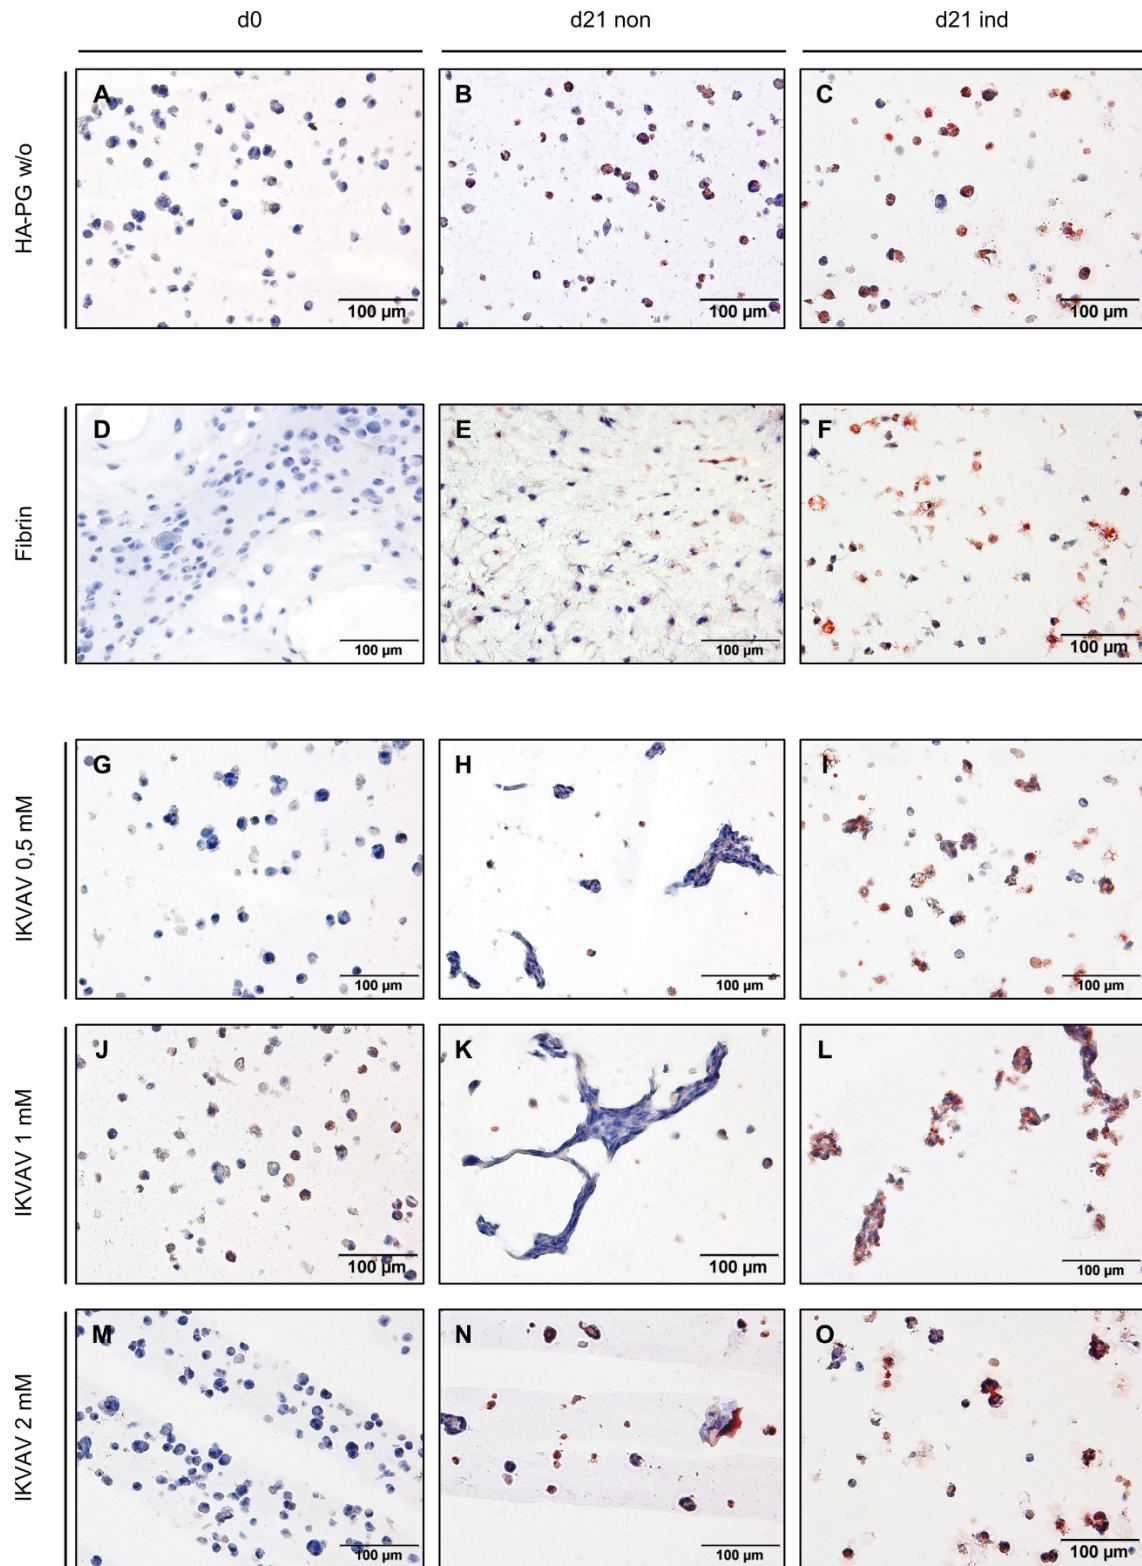 d0 d21 non d21 ind
HA-PG w/o
A B C
100 µm 100 µm 100 µm
Fibrin
D E F
100 µm 100 µm 100 µm
IKVAV 0,5 mM
G H I
100 µm 100 µm 100 µm
IKVAV 1 mM
J K L
100 µm 100 µm 100 µm
IKVAV 2 mM
M N O
100 µm 100 µm 100 µm